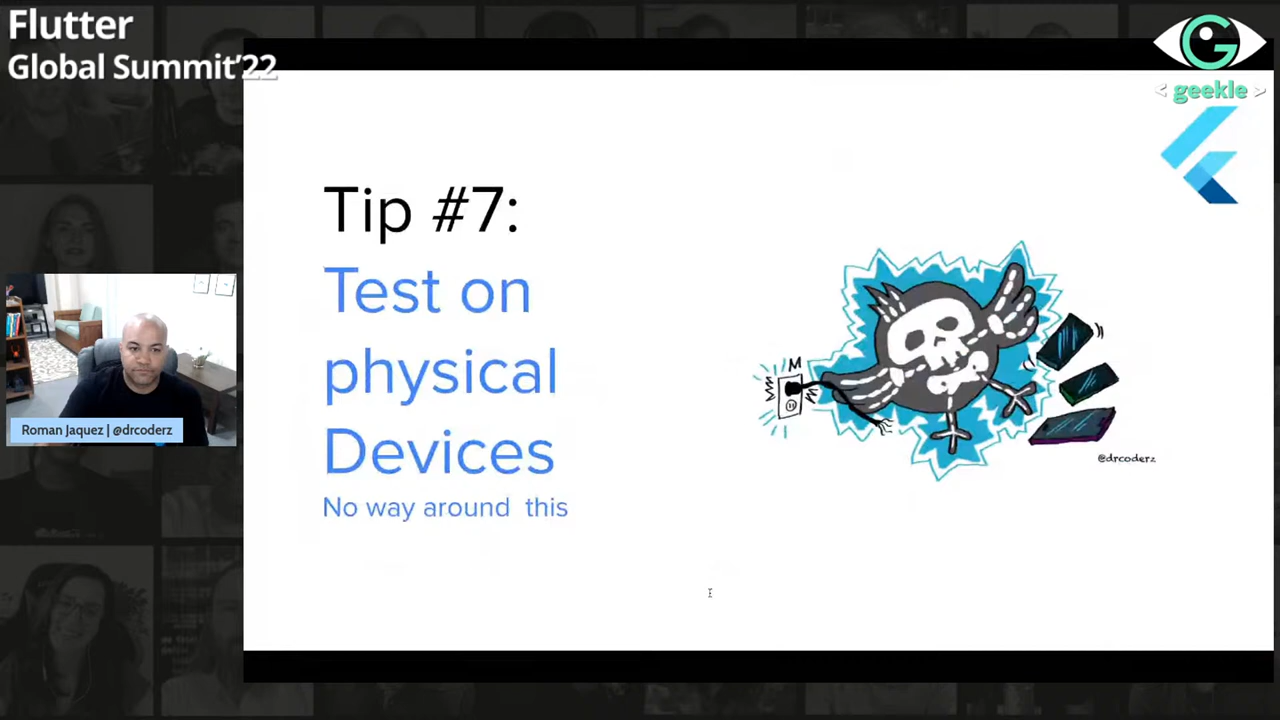 Flutter
Global Summit'22
G
< geekle >
Tip #7:
Test on
physical
Devices
No way around this
M
@drcoderz
Roman Jaquez | @drcoderz